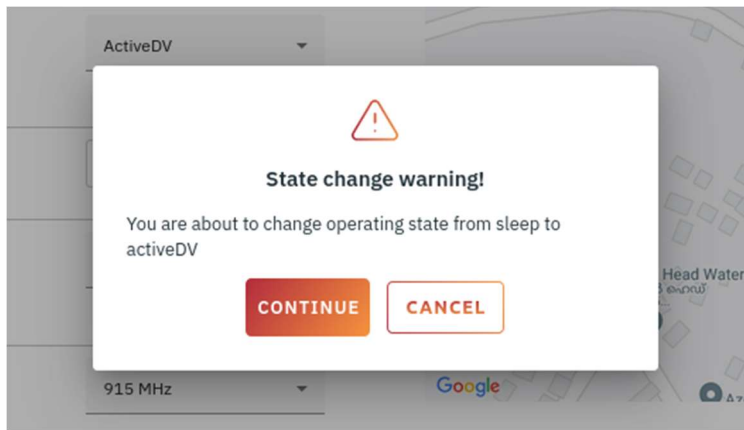 ActiveDV
State change warning!
You are about to change operating state from sleep to
activeDV
CONTINUE
CANCEL
Head Water
ഹെഡ്
915 MHz
Google